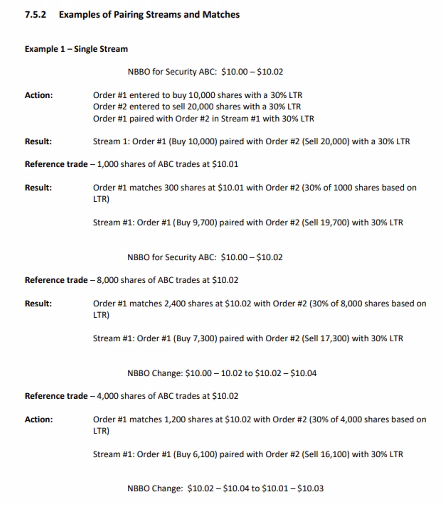 7.5.2 Examples of Pairing Streams and Matches
Example 1 – Single Stream
NBBO for Security ABC: $10.00 – $10.02
Action: Order #1 entered to buy 10,000 shares with a 30% LTR
Order #2 entered to sell 20,000 shares with a 30% LTR
Order #1 paired with Order #2 in Stream #1 with 30% LTR
Result: Stream 1: Order #1 (Buy 10,000) paired with Order #2 (Sell 20,000) with a 30% LTR
Reference trade – 1,000 shares of ABC trades at $10.01
Result: Order #1 matches 300 shares at $10.01 with Order #2 (30% of 1000 shares based on
LTR)
Stream #1: Order #1 (Buy 9,700) paired with Order #2 (Sell 19,700) with 30% LTR
NBBO for Security ABC: $10.00 – $10.02
Reference trade – 8,000 shares of ABC trades at $10.02
Result: Order #1 matches 2,400 shares at $10.02 with Order #2 (30% of 8,000 shares based on
LTR)
Stream #1: Order #1 (Buy 7,300) paired with Order #2 (Sell 17,300) with 30% LTR
NBBO Change: $10.00 – 10.02 to $10.02 – $10.04
Reference trade – 4,000 shares of ABC trades at $10.02
Action: Order #1 matches 1,200 shares at $10.02 with Order #2 (30% of 4,000 shares based on
LTR)
Stream #1: Order #1 (Buy 6,100) paired with Order #2 (Sell 16,100) with 30% LTR
NBBO Change: $10.02 – $10.04 to $10.01 – $10.03